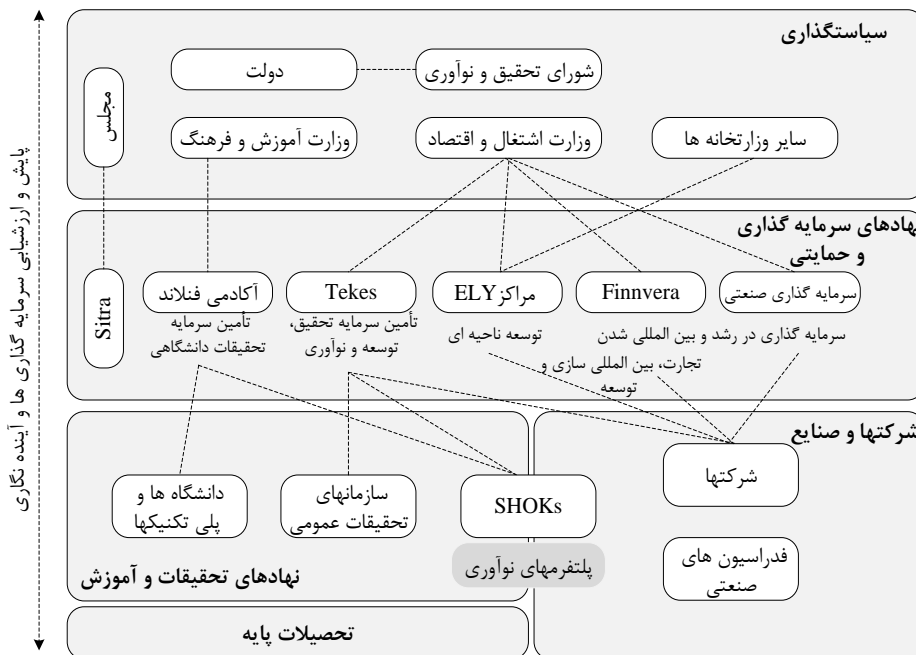 سیاستگذاری
شورای تحقیق و نوآوری
دولت
مجلس
سایر وزارتخانه ها
وزارت اشتغال و اقتصاد
وزارت آموزش و فرهنگ
نهادهای سرمایه گذاری
و حمایتی
سرمایه گذاری صنعتی
Finnvera
مراکز ELY
Tekes
آکادمی فنلاند
Sitra
سرمایه گذاری در رشد و بین المللی شدن
توسعه ناحیه ای
تأمین سرمایه تحقیق،
توسعه و نوآوری
تأمین سرمایه
تحقیقات دانشگاهی
تجارت، بین المللی سازی و
توسعه
شرکتها و صنایع
شرکتها
فدراسیون های
صنعتی
SHOKs
پلتفرمهای نوآوری
سازمانهای
تحقیقات عمومی
دانشگاه ها و
پلی تکنیکها
نهادهای تحقیقات و آموزش
تحصیلات پایه
پایش و ارزشیابی سرمایه گذاری ها و آینده نگاری